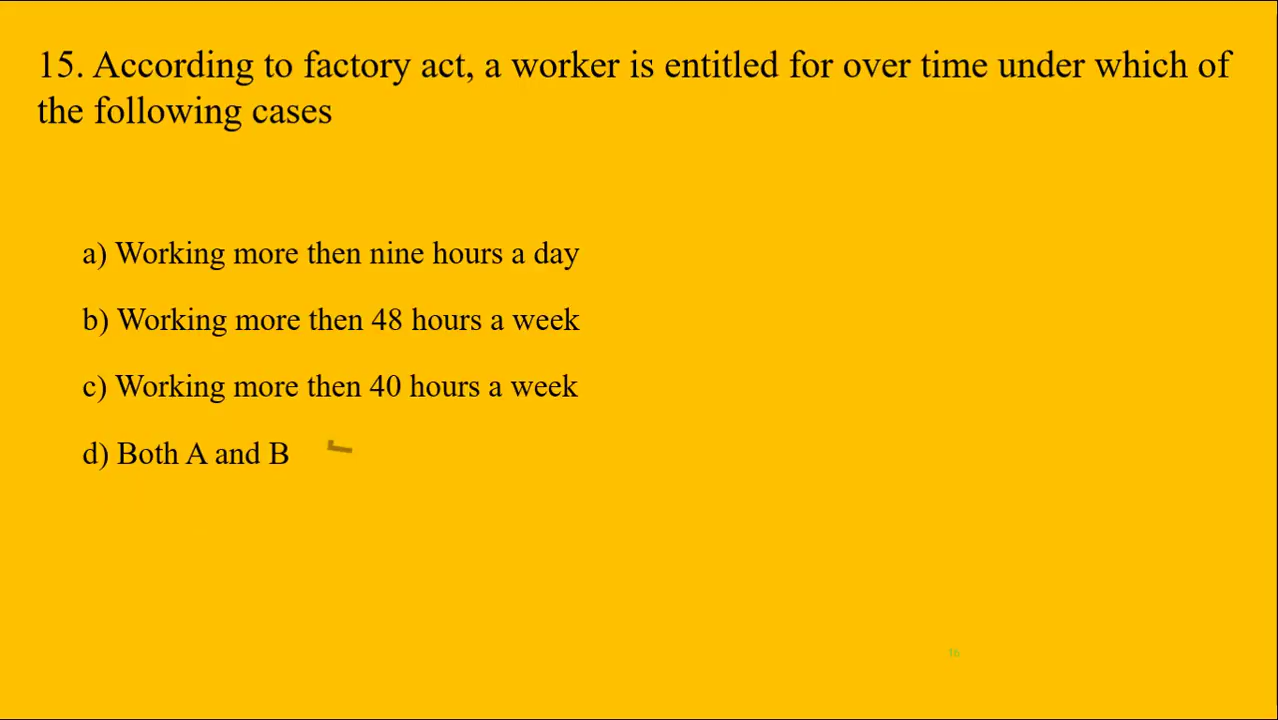 15. According to factory act, a worker is entitled for over time under which of
the following cases
a) Working more then nine hours a day
b) Working more then 48 hours a week
c) Working more then 40 hours a week
d) Both A and B
16